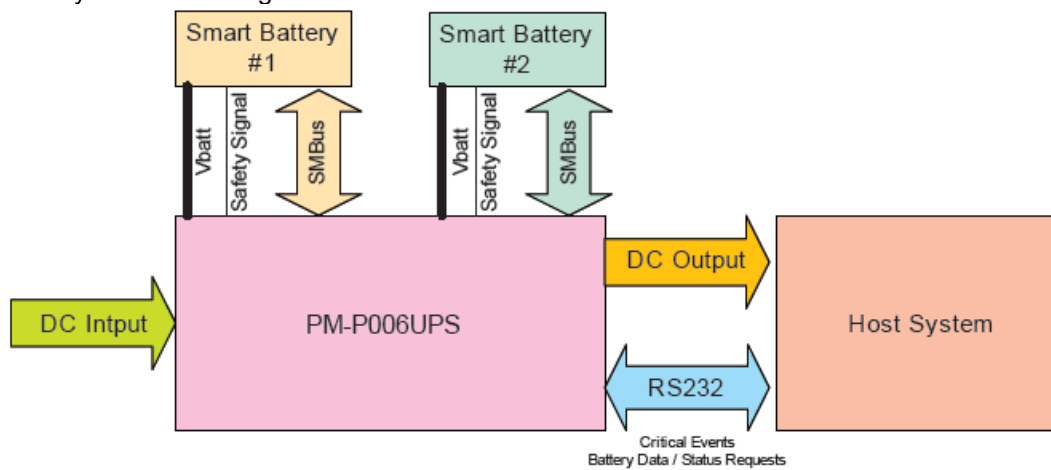 Smart Battery
#1
Smart Battery
#2
Vbatt
Safety Signal
SMBus
Vbatt
Safety Signal
SMBus
DC Intput
PM-P006UPS
DC Output
Host System
RS232
Critical Events
Battery Data / Status Requests